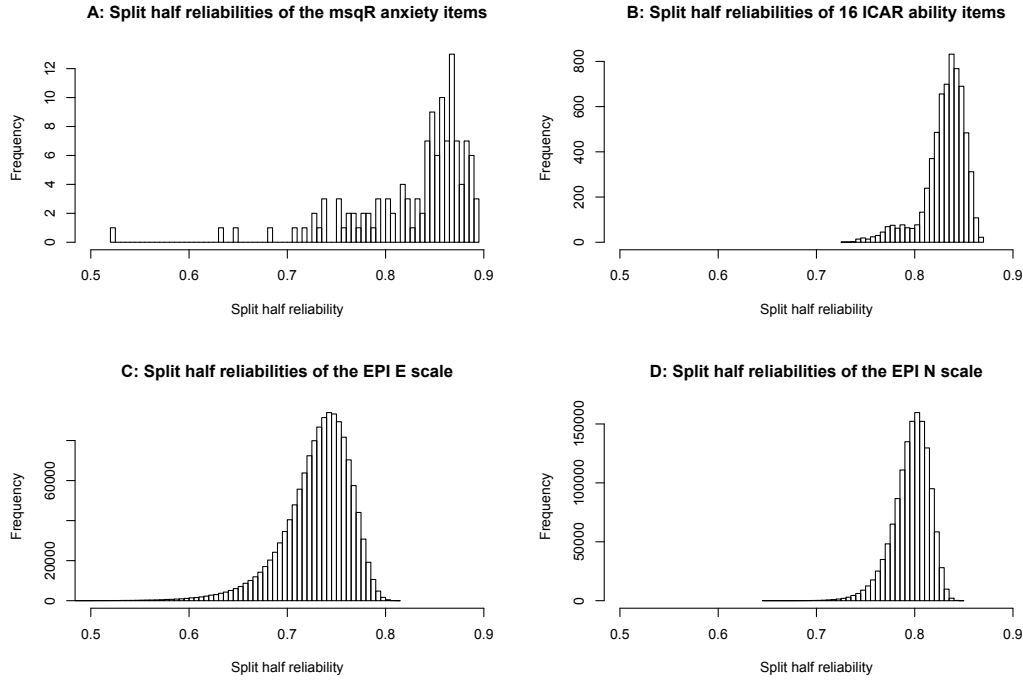 A: Split half reliabilities of the msqR anxiety items
Frequency
0 2 4 6 8 10 12
0.5 0.6 0.7 0.8 0.9
Split half reliability
B: Split half reliabilities of 16 ICAR ability items
Frequency
0 200 400 600 800
0.5 0.6 0.7 0.8 0.9
Split half reliability
C: Split half reliabilities of the EPI E scale
Frequency
0 20000 60000
0.5 0.6 0.7 0.8 0.9
Split half reliability
D: Split half reliabilities of the EPI N scale
Frequency
0 50000 100000 150000
0.5 0.6 0.7 0.8 0.9
Split half reliability